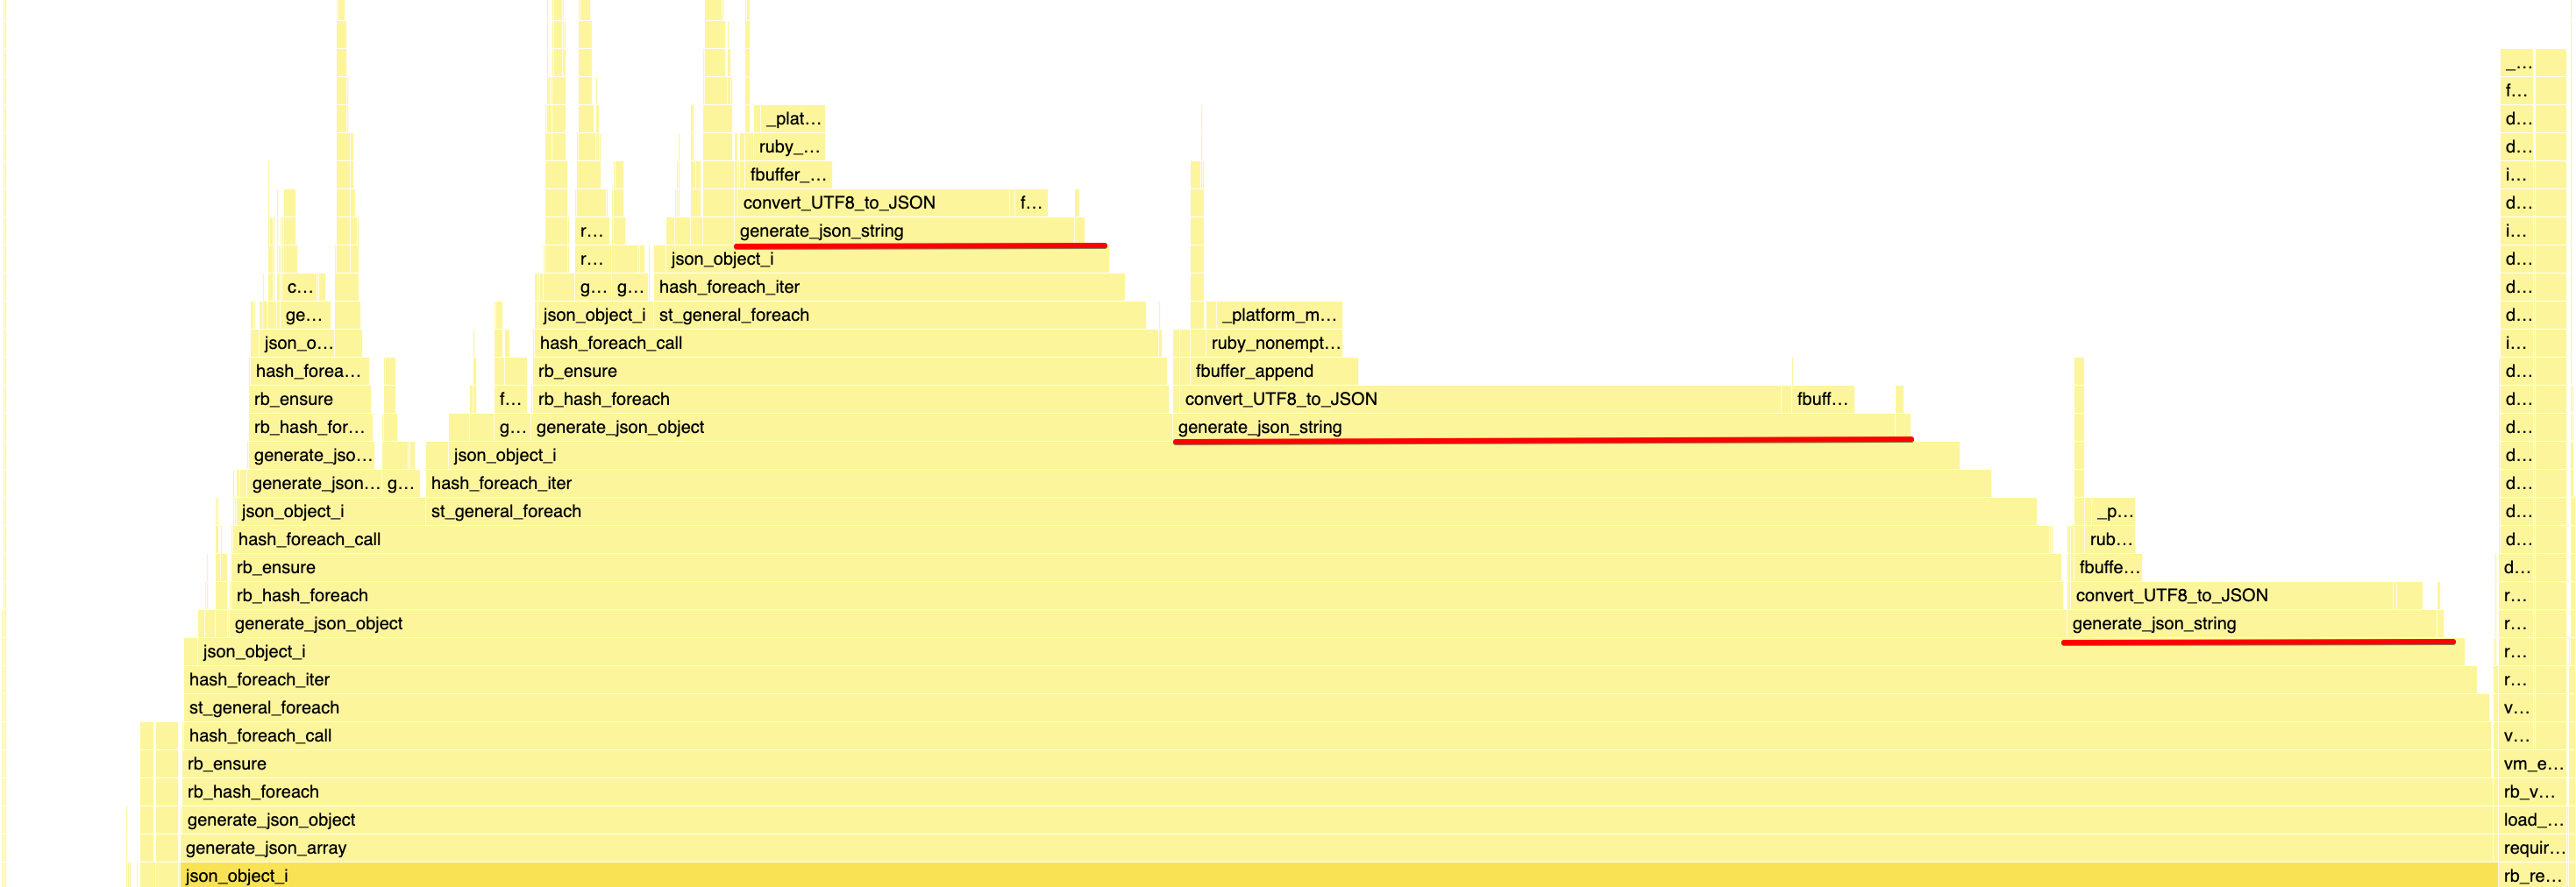 _...
f...
d...
_plat... d...
ruby_... d...
fbuffer_... i...
convert_UTF8_to_JSON f... d...
r... generate_json_string i...
r... json_object_i d...
c... g... g... hash_foreach_iter d...
ge... json_object_i st_general_foreach _platform_m... d...
json_o... hash_foreach_call ruby_nonempt... i...
hash_forea... rb_ensure fbuffer_append d...
rb_ensure f... rb_hash_foreach convert_UTF8_to_JSON fbuff... d...
rb_hash_for... g... generate_json_object generate_json_string d...
generate_jso... json_object_i d...
generate_json... g... hash_foreach_iter d...
json_object_i st_general_foreach _p... d...
hash_foreach_call rub... d...
rb_ensure fbuffe... d...
rb_hash_foreach convert_UTF8_to_JSON r...
generate_json_object generate_json_string r...
json_object_i r...
hash_foreach_iter r...
st_general_foreach v...
hash_foreach_call v...
rb_ensure vm_e...
rb_hash_foreach rb_v...
generate_json_object load_...
generate_json_array requir...
json_object_i rb_re...